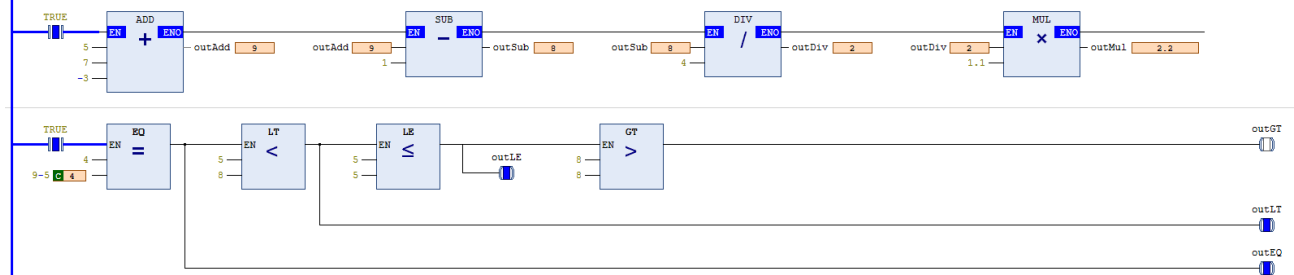 TRUE ADD SUB DIV MUL
EN ENO EN ENO EN ENO EN ENO
+ - / ×
5 outAdd 9 outAdd 9 outSub 8 outSub 8 outDiv 2 outDiv 2 outMul 2.2
7 1 4 1.1
-3
TRUE EQ LT LE GT outGT
EN = EN < EN ≤ EN >
4 5 5 outLE 8
9-5 C 4 8 5 8
outLT
outEQ